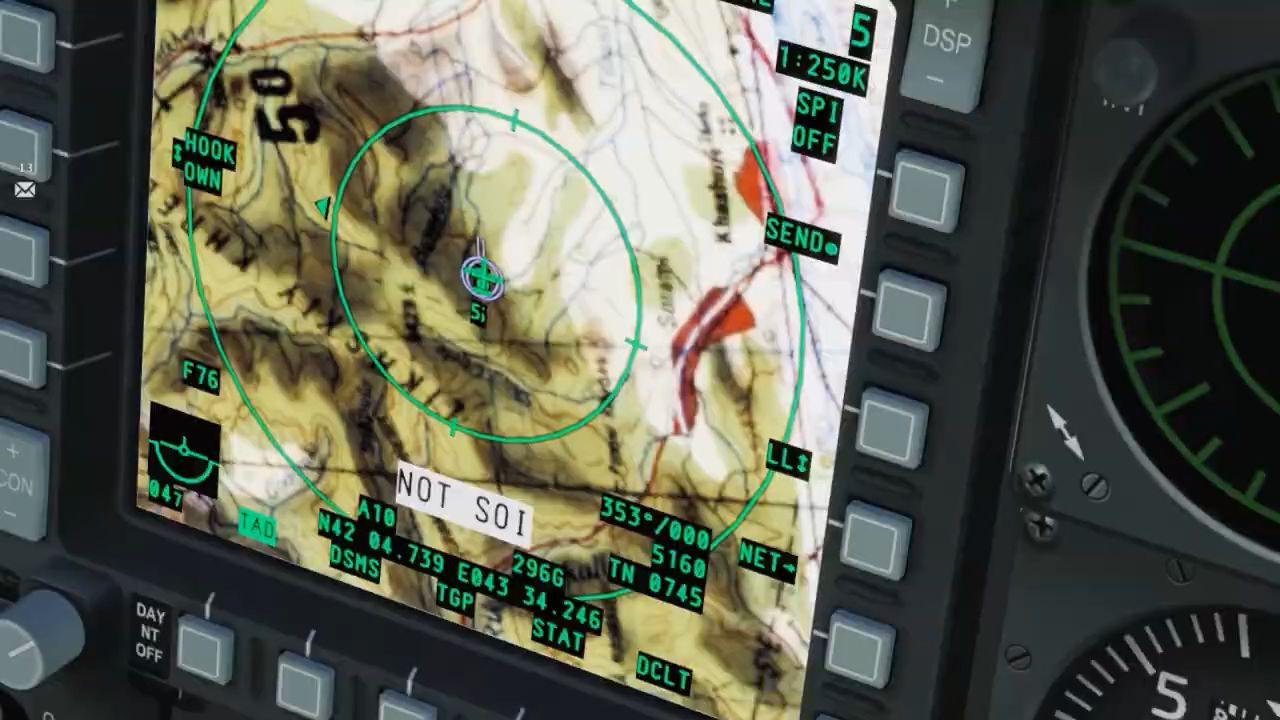 5
1:250K
SPI
OFF
DSP
HOOK
OWN
50
13
SEND
F76
LL
047
NOT SOI
A10
N42 04.739 E043 34.246
296G
353°/000
5160
TN 0745
NET
TAD
DSMS
TGP
STAT
DCLT
CON
DAY
NT
OFF
5